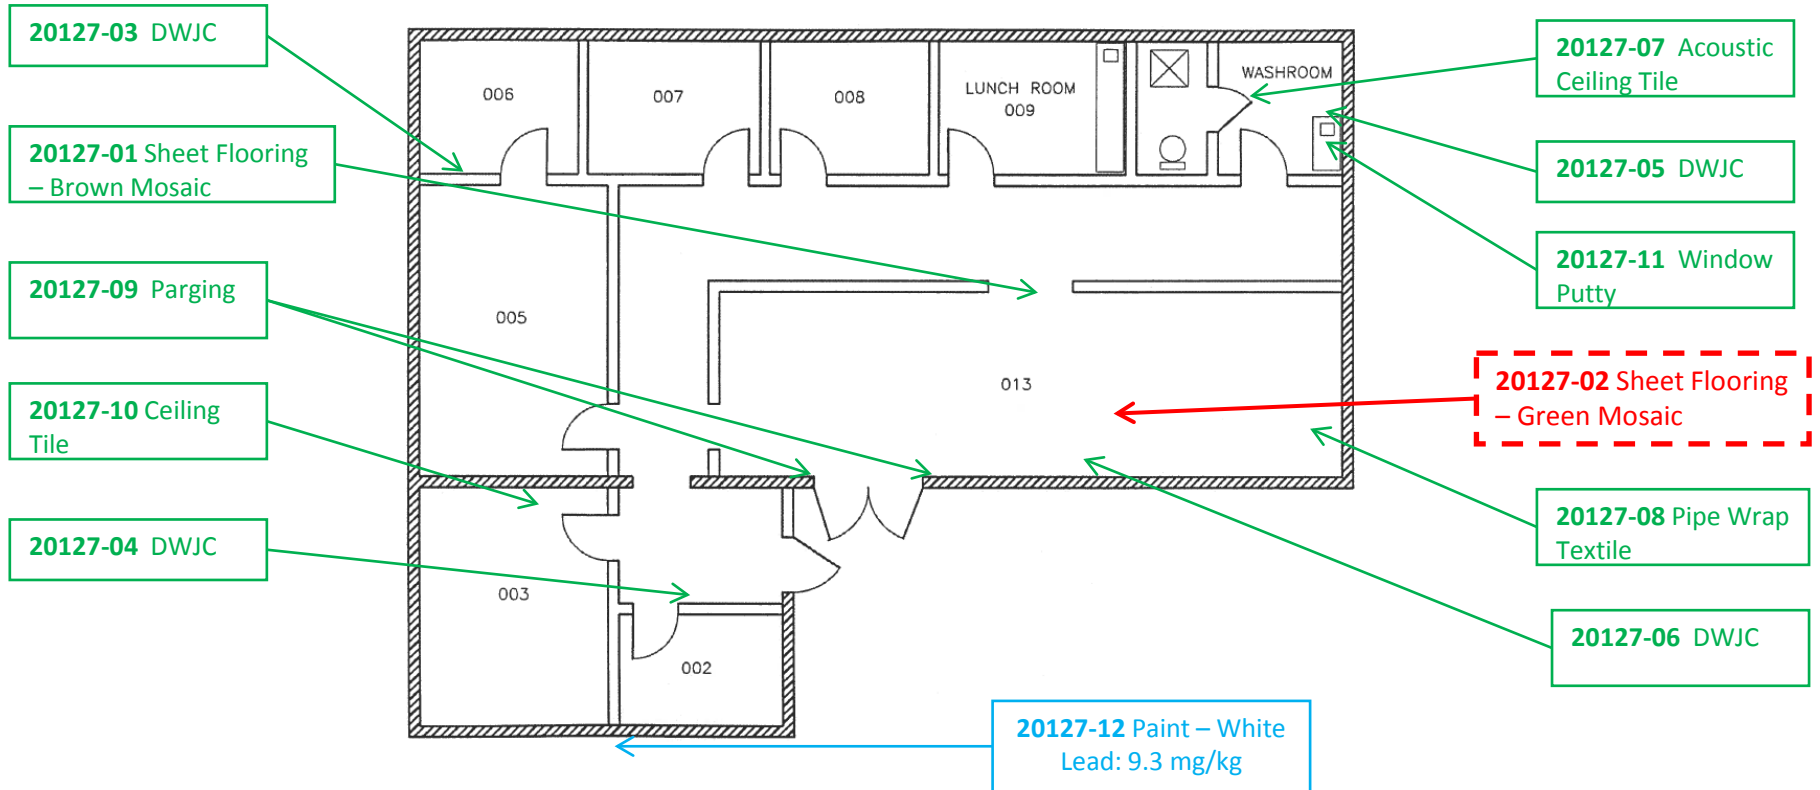 20127-03 DWJC
20127-01 Sheet Flooring
– Brown Mosaic
20127-09 Parging
20127-10 Ceiling
Tile
20127-04 DWJC
006
007
008
LUNCH ROOM
009
WASHROOM
005
013
003
002
20127-07 Acoustic
Ceiling Tile
20127-05 DWJC
20127-11 Window
Putty
20127-02 Sheet Flooring
– Green Mosaic
20127-08 Pipe Wrap
Textile
20127-06 DWJC
20127-12 Paint – White
Lead: 9.3 mg/kg